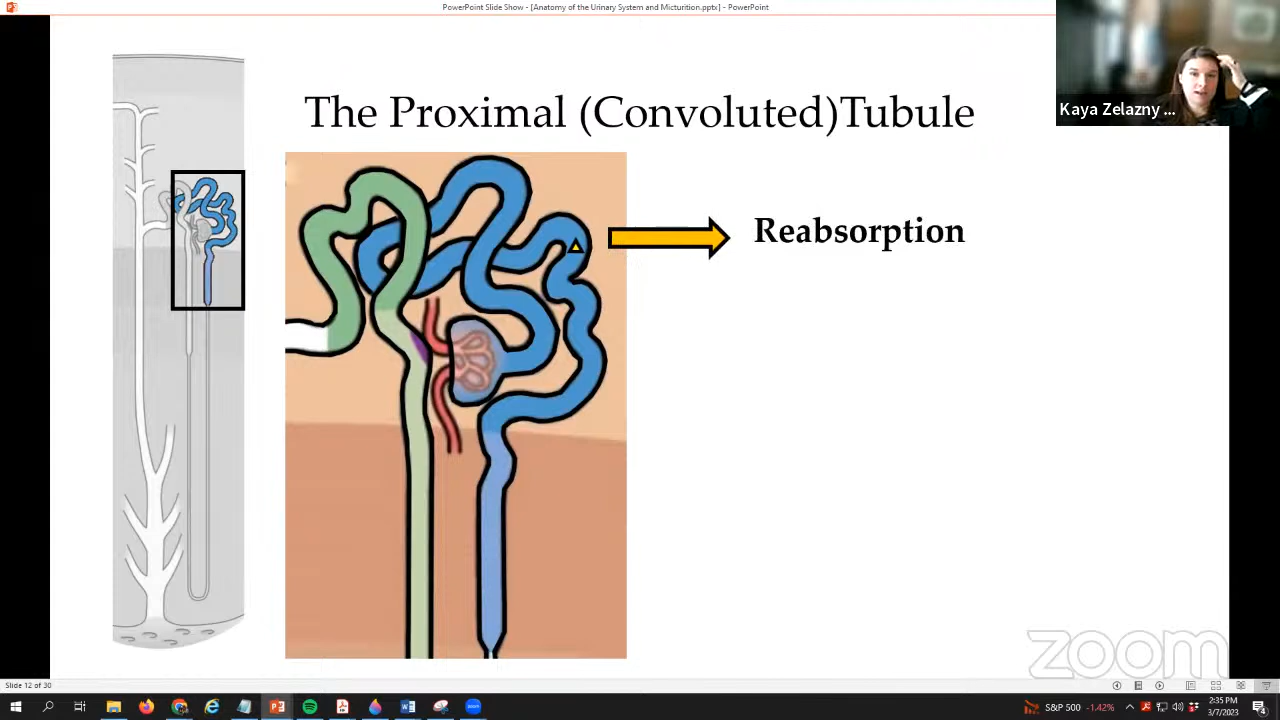 PowerPoint Slide Show - [Anatomy of the Urinary System and Micturition.pptx] - PowerPoint
Kaya Zelazny ...
The Proximal (Convoluted)Tubule
Reabsorption
zoom
Slide 12 of 30
S&P 500 -1.42%
2:35 PM
3/7/2023